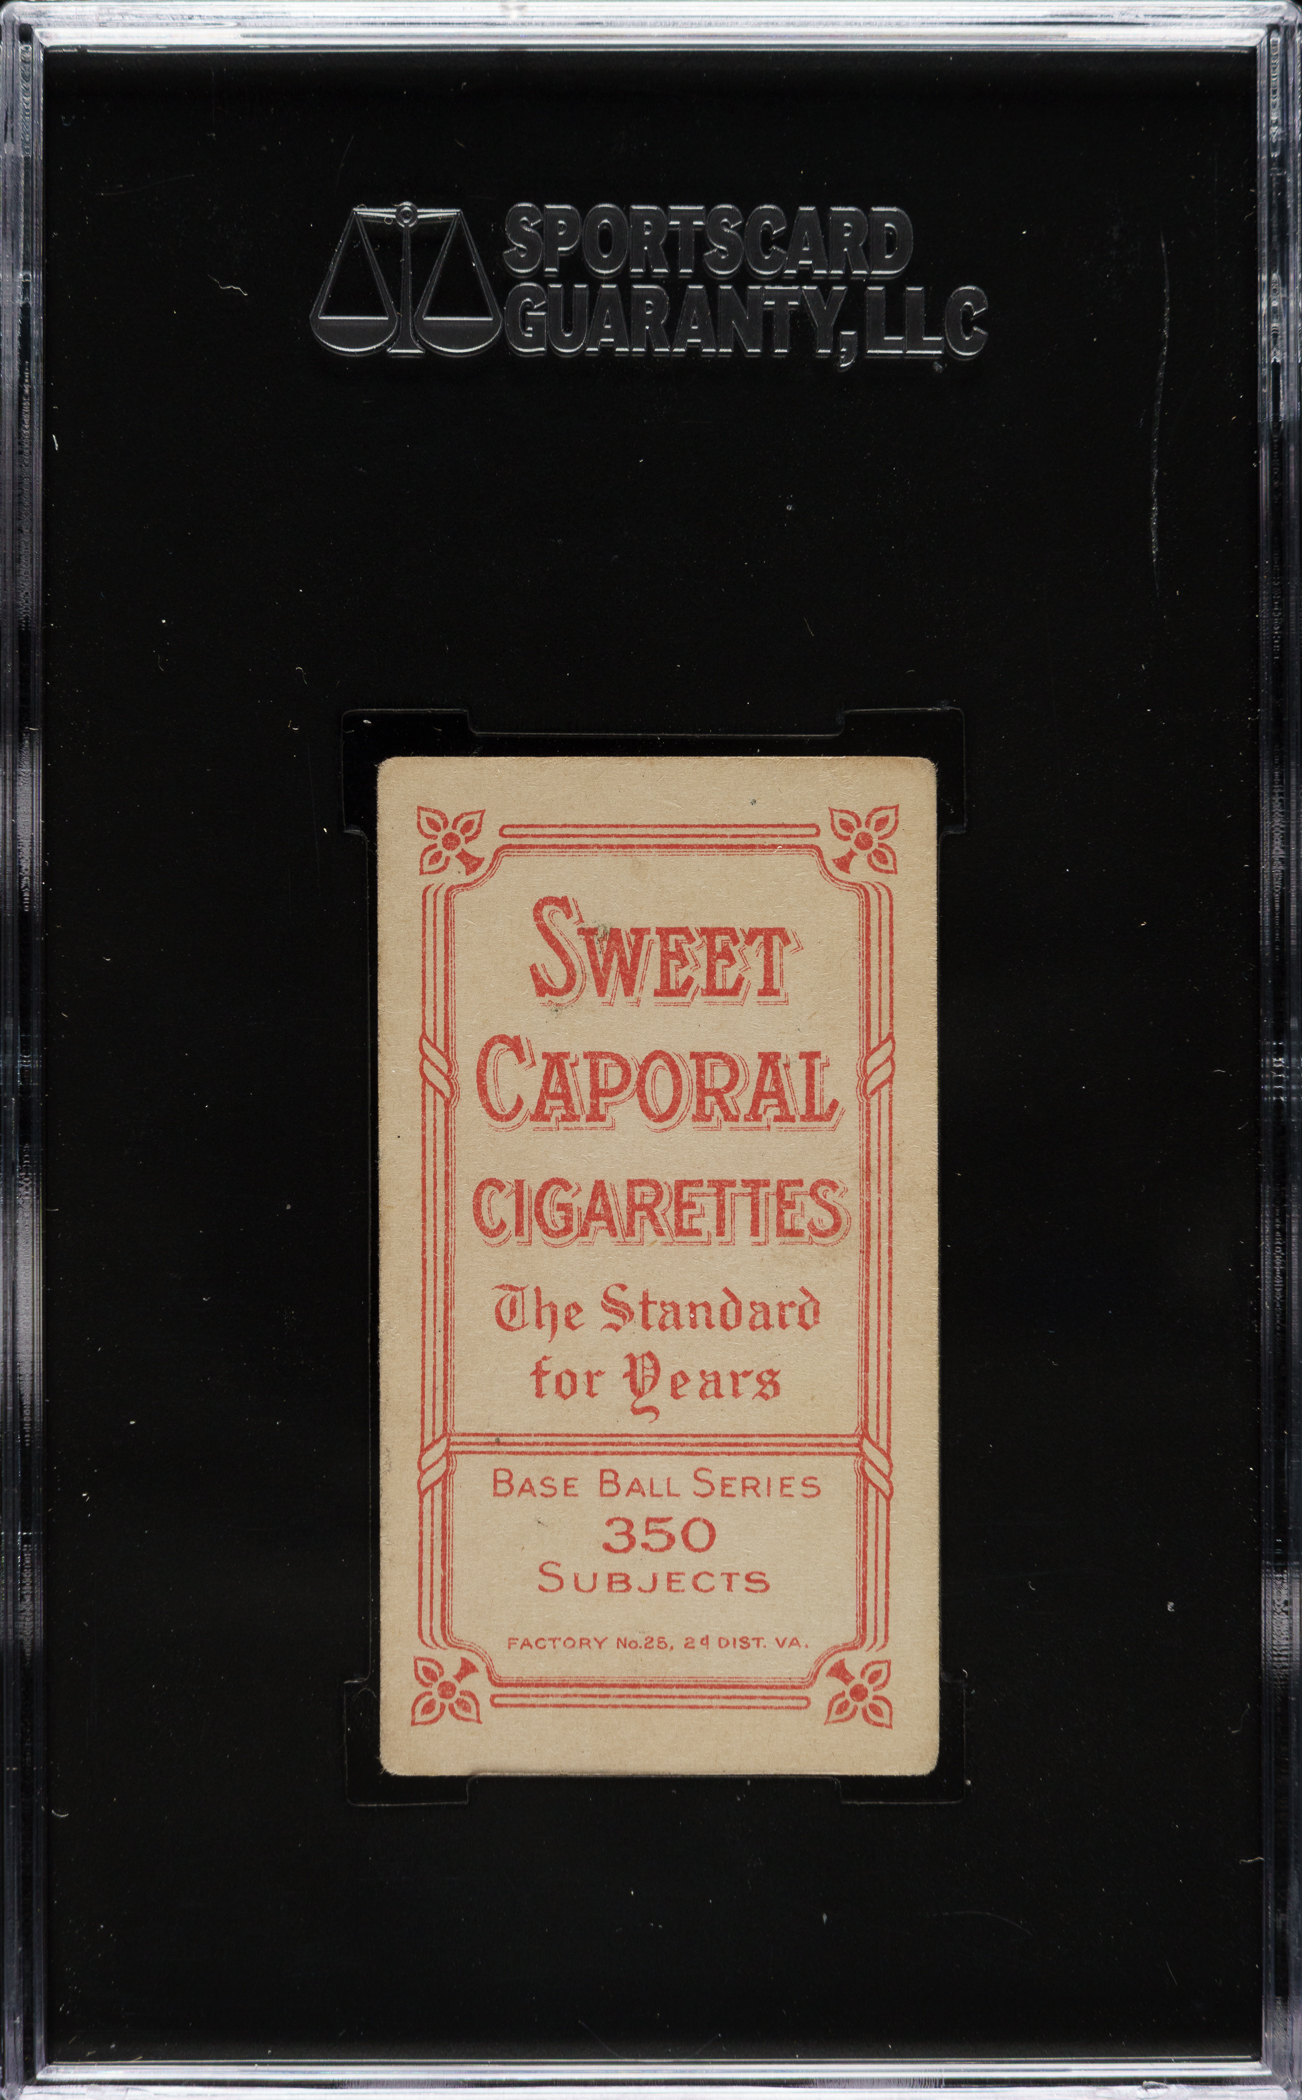 SPORTSCARD
GUARANTY, LLC
SWEET
CAPORAL
CIGARETTES
The Standard
for Years
BASE BALL SERIES
350
SUBJECTS
FACTORY No. 25, 2d DIST. VA.